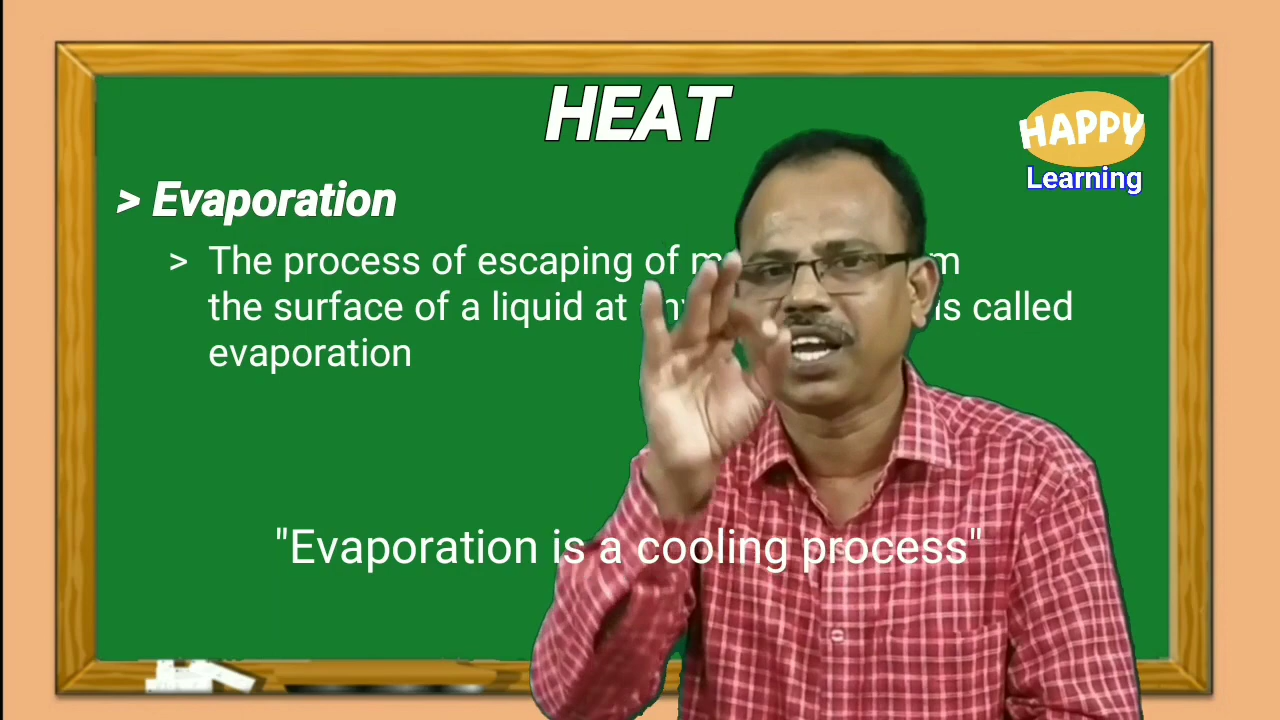 HEAT
HAPPY
Learning
> Evaporation
> The process of escaping of m
the surface of a liquid at is called
evaporation
"Evaporation is a cooling process"